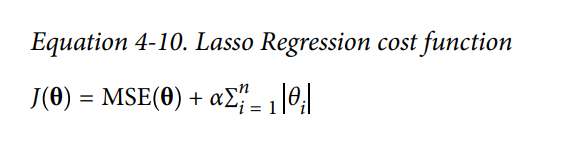 Equation 4-10. Lasso Regression cost function
J(θ) = MSE(θ) + αΣⁿᵢ ₌ ₁ |θᵢ|